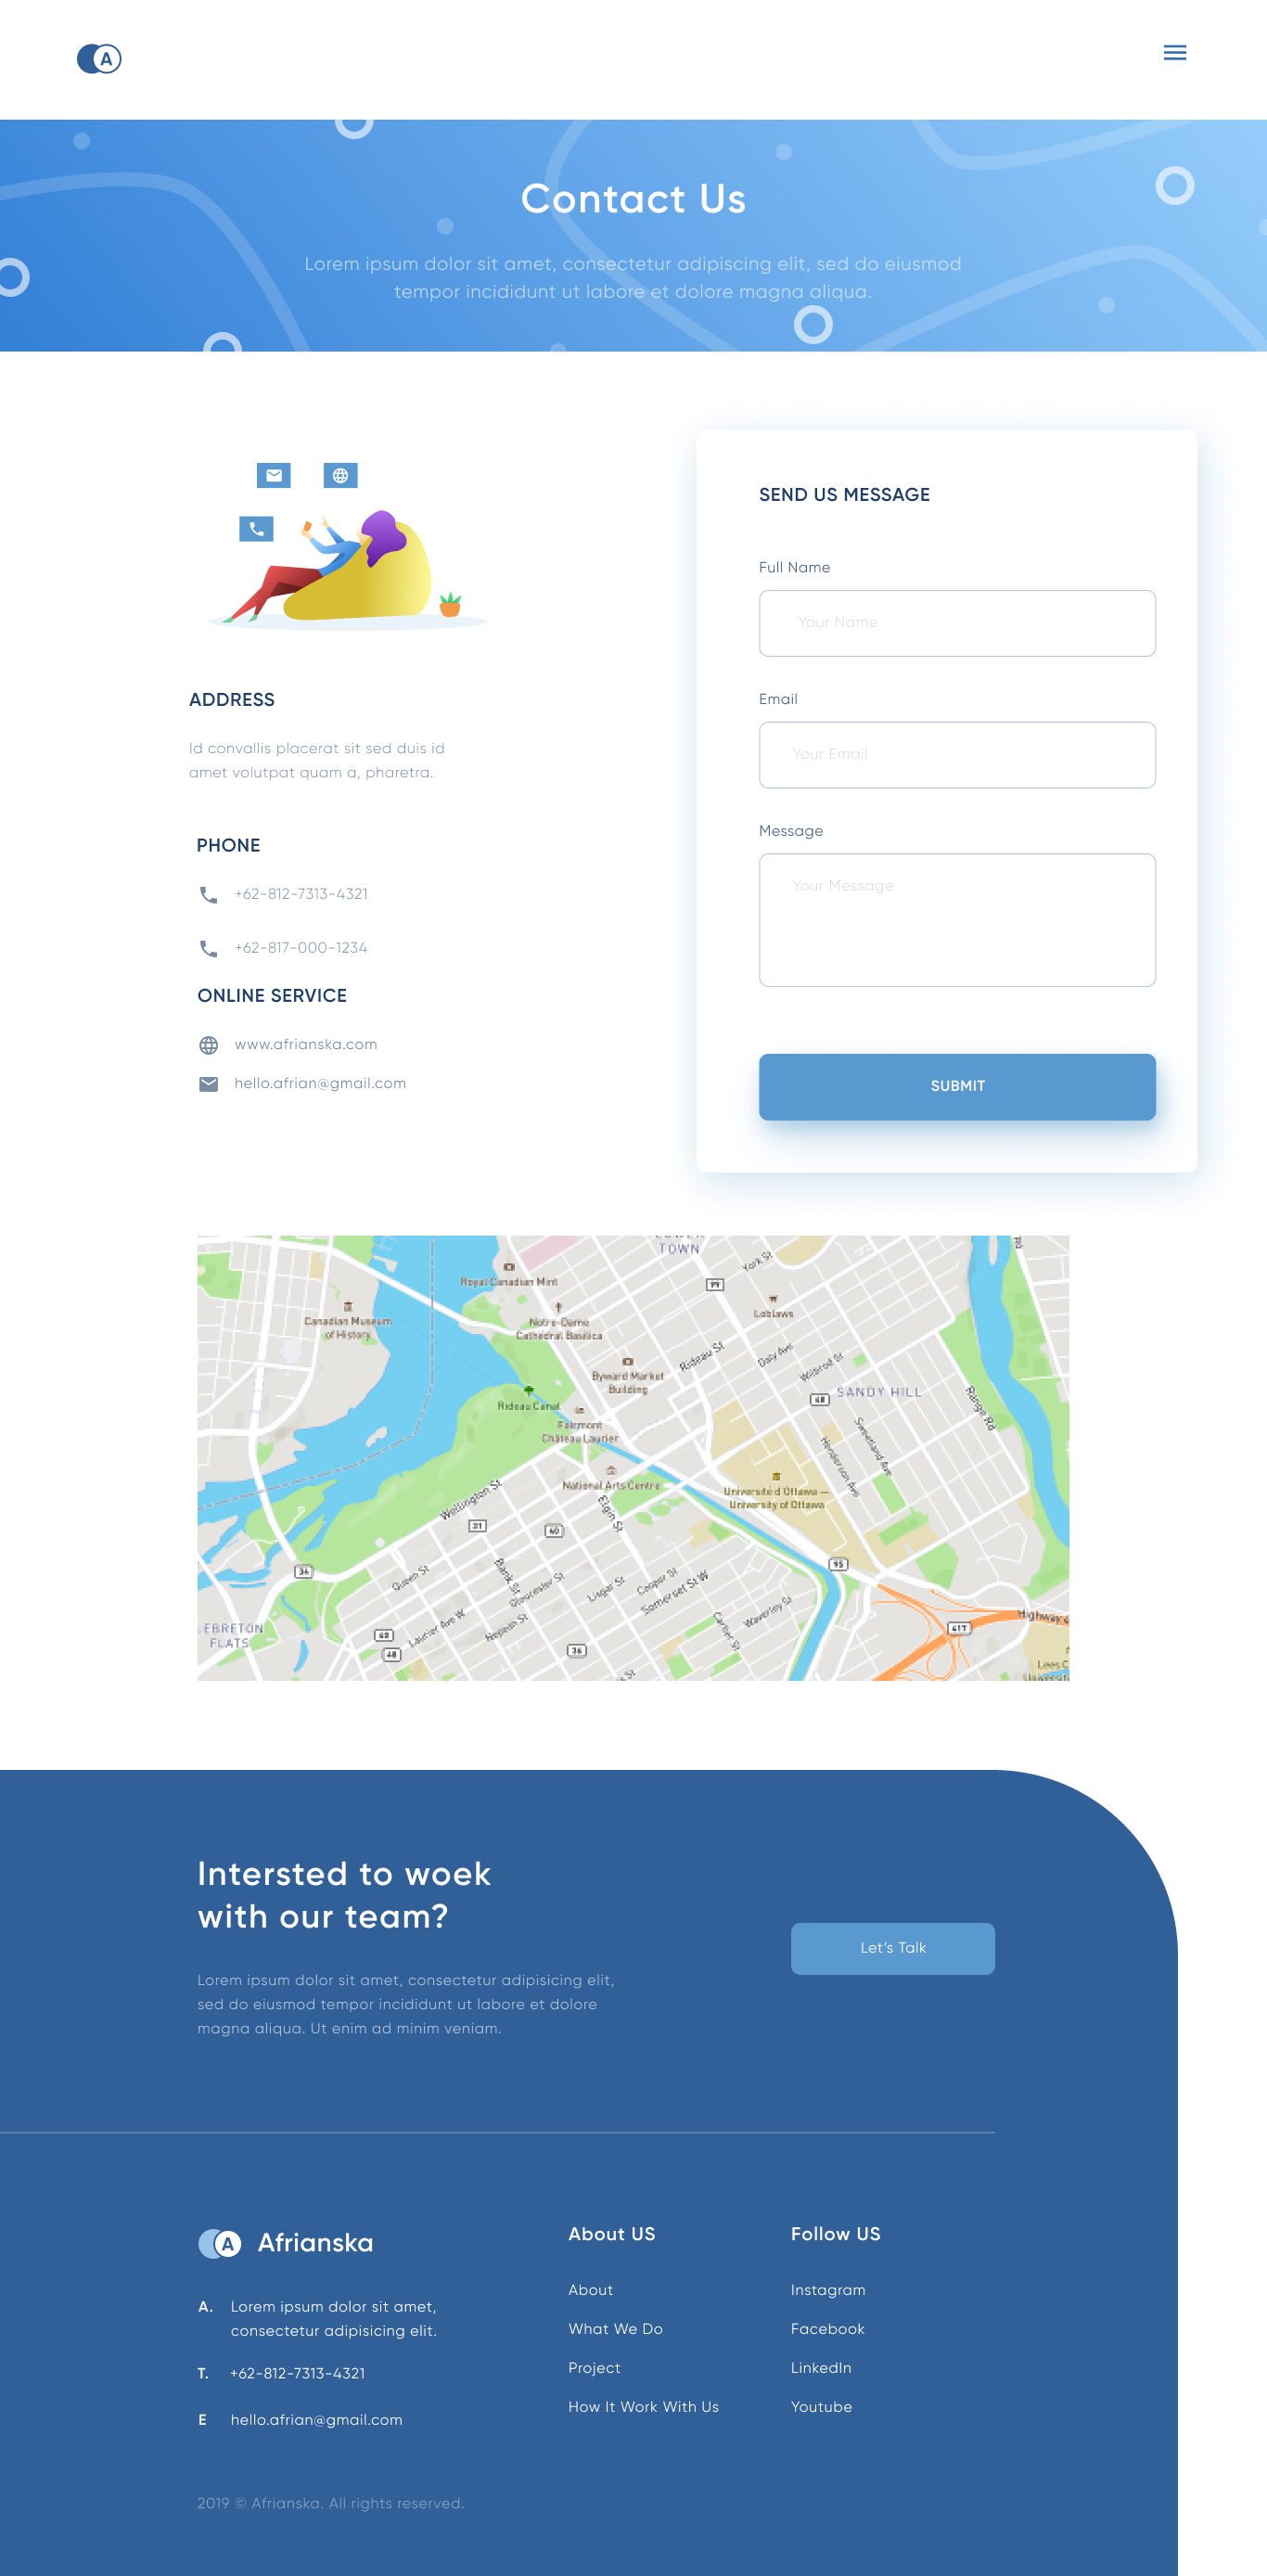 A
Contact Us
Lorem ipsum dolor sit amet, consectetur adipiscing elit, sed do eiusmod
tempor incididunt ut labore et dolore magna aliqua.
ADDRESS
Id convallis placerat sit sed duis id
amet volutpat quam a, pharetra.
PHONE
+62-812-7313-4321
+62-817-000-1234
ONLINE SERVICE
www.afrianska.com
hello.afrian@gmail.com
SEND US MESSAGE
Full Name
Your Name
Email
Your Email
Message
Your Message
SUBMIT
TOWN
York St
Royal Canadian Mint
99
Loblaws
Canadian Museum
of History
Notre-Dame
Cathedral Basilica
Rideau St
Daly Ave
Wilbrod St
Byward Market
Building
SANDY HILL
Rideau Canal
Range Rd
Fairmont
Château Laurier
Sweetland Ave
Henderson Ave
National Arts Centre
Université d'Ottawa —
University of Ottawa
Wellington St
Elgin St
31
60
95
34
Queen St
Bank St
Gloucester St
Lisgar St
Cooper St
Somerset St W
Waverley St
Cartier St
Laurier Ave W
Nepean St
36
417
Highway
LEBRETON
FLATS
Lees
Intersted to woek
with our team?
Let's Talk
Lorem ipsum dolor sit amet, consectetur adipisicing elit,
sed do eiusmod tempor incididunt ut labore et dolore
magna aliqua. Ut enim ad minim veniam.
A Afrianska
A. Lorem ipsum dolor sit amet,
consectetur adipisicing elit.
T. +62-812-7313-4321
E hello.afrian@gmail.com
About US
About
What We Do
Project
How It Work With Us
Follow US
Instagram
Facebook
LinkedIn
Youtube
2019 © Afrianska. All rights reserved.